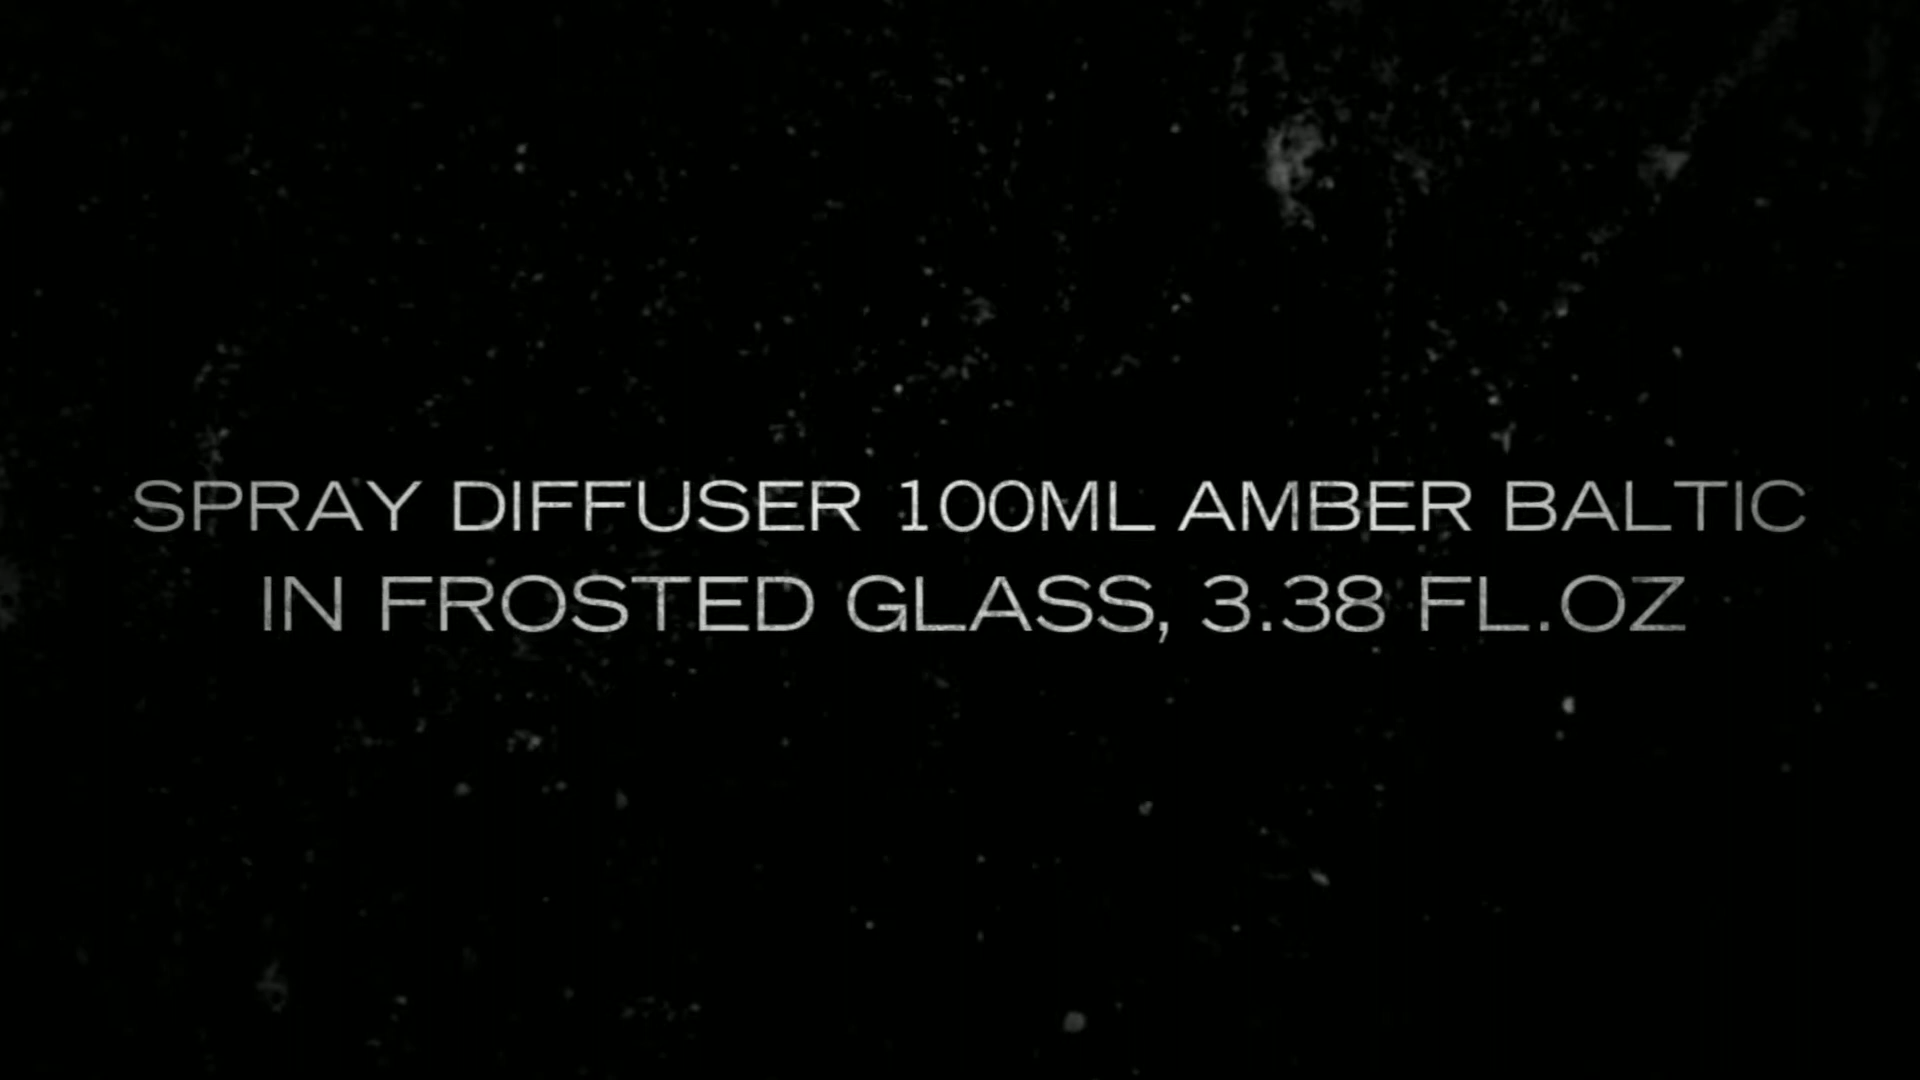 SPRAY DIFFUSER 100ML AMBER BALTIC
IN FROSTED GLASS, 3.38 FL.OZ